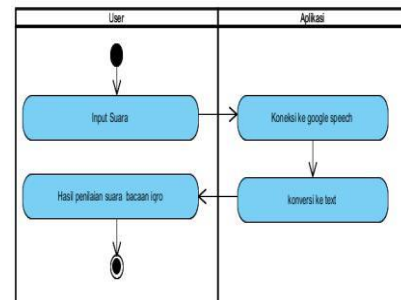 User
Aplikasi
Input Suara
Koneksi ke google speech
Hasil penilaian suara bacaan iqro
konversi ke text